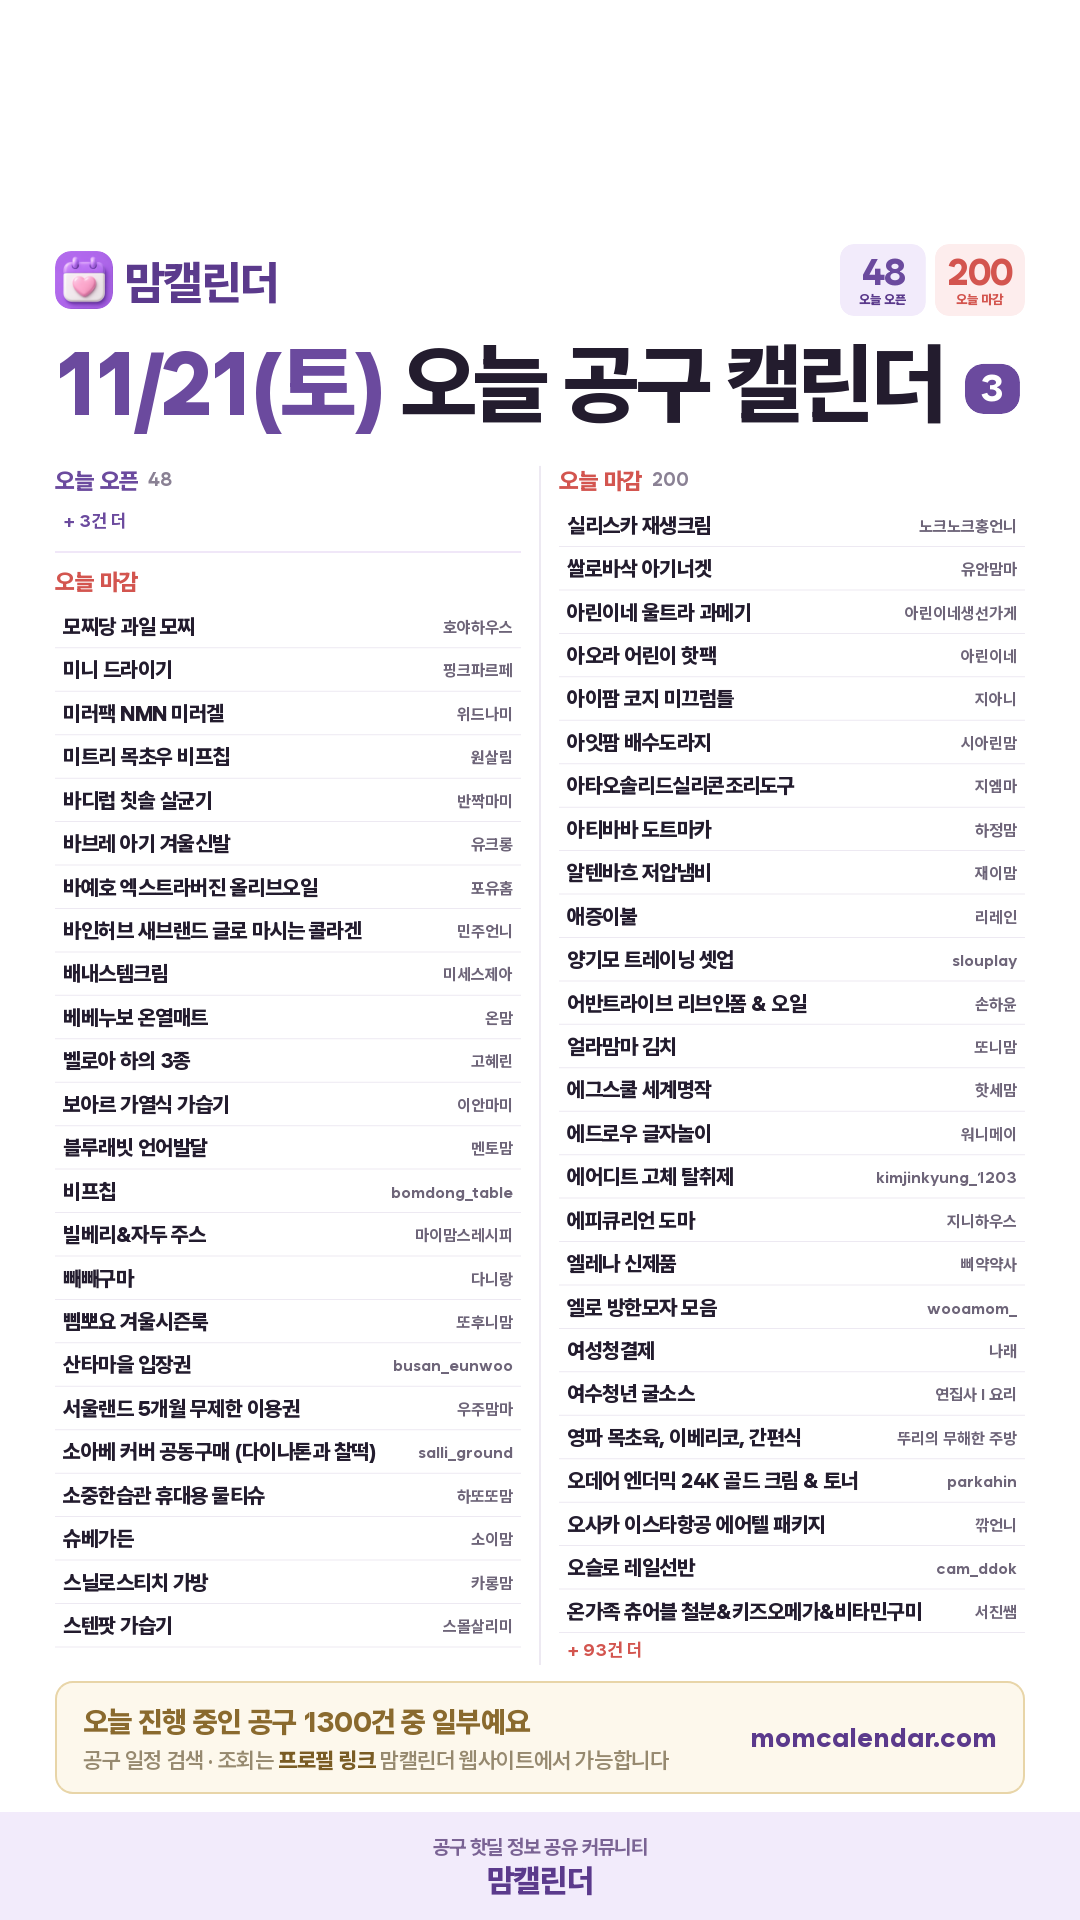 맘캘린더
48
오늘 오픈
200
오늘 마감
11/21(토) 오늘 공구 캘린더 3
오늘 오픈 48
+ 3건 더
오늘 마감
모찌당 과일 모찌 호야하우스
미니 드라이기 핑크파르페
미러팩 NMN 미러겔 위드나미
미트리 목초우 비프칩 원살림
바디럽 칫솔 살균기 반짝마미
바브레 아기 겨울신발 유크롱
바예호 엑스트라버진 올리브오일 포유홀
바인허브 새브랜드 글로 마시는 콜라겐 민주언니
배내스템크림 미세스제아
베베누보 온열매트 온맘
벨로아 하의 3종 고혜린
보아르 가열식 가습기 이안마미
블루래빗 언어발달 멘토맘
비프칩 bomdong_table
빌베리&자두 주스 마이맘스레시피
빼빼구마 다니랑
삠뽀요 겨울시즌룩 또후니맘
산타마을 입장권 busan_eunwoo
서울랜드 5개월 무제한 이용권 우주맘마
소아베 커버 공동구매 (다이나톤과 찰떡) salli_ground
소중한습관 휴대용 물티슈 하또또맘
슈베가든 소이맘
스닐로스티치 가방 카롱맘
스텐팟 가습기 스몰살리미
오늘 마감 200
실리스카 재생크림 노크노크홍언니
쌀로바삭 아기너겟 유안맘마
아린이네 울트라 과메기 아린이네생선가게
아오라 어린이 핫팩 아린이네
아이팜 코지 미끄럼틀 지아니
아잇팜 배수도라지 시아린맘
아타오솔리드실리콘조리도구 지엠마
아티바바 도트마카 하정맘
알텐바흐 저압냄비 재이맘
애증이불 리레인
양기모 트레이닝 셋업 slouplay
어반트라이브 리브인폼 & 오일 손하윤
얼라맘마 김치 또니맘
에그스쿨 세계명작 핫세맘
에드로우 글자놀이 워니메이
에어디트 고체 탈취제 kimjinkyung_1203
에피큐리언 도마 지니하우스
엘레나 신제품 삐약약사
엘로 방한모자 모음 wooamom_
여성청결제 나래
여수청년 굴소스 연집사 l 요리
영파 목초육, 이베리코, 간편식 뚜리의 무해한 주방
오데어 엔더믹 24K 골드 크림 & 토너 parkahin
오사카 이스타항공 에어텔 패키지 깎언니
오슬로 레일선반 cam_ddok
온가족 츄어블 철분&키즈오메가&비타민구미 서진쌤
+ 93건 더
오늘 진행 중인 공구 1300건 중 일부예요
공구 일정 검색 · 조회는 프로필 링크 맘캘린더 웹사이트에서 가능합니다
momcalendar.com
공구 핫딜 정보 공유 커뮤니티
맘캘린더